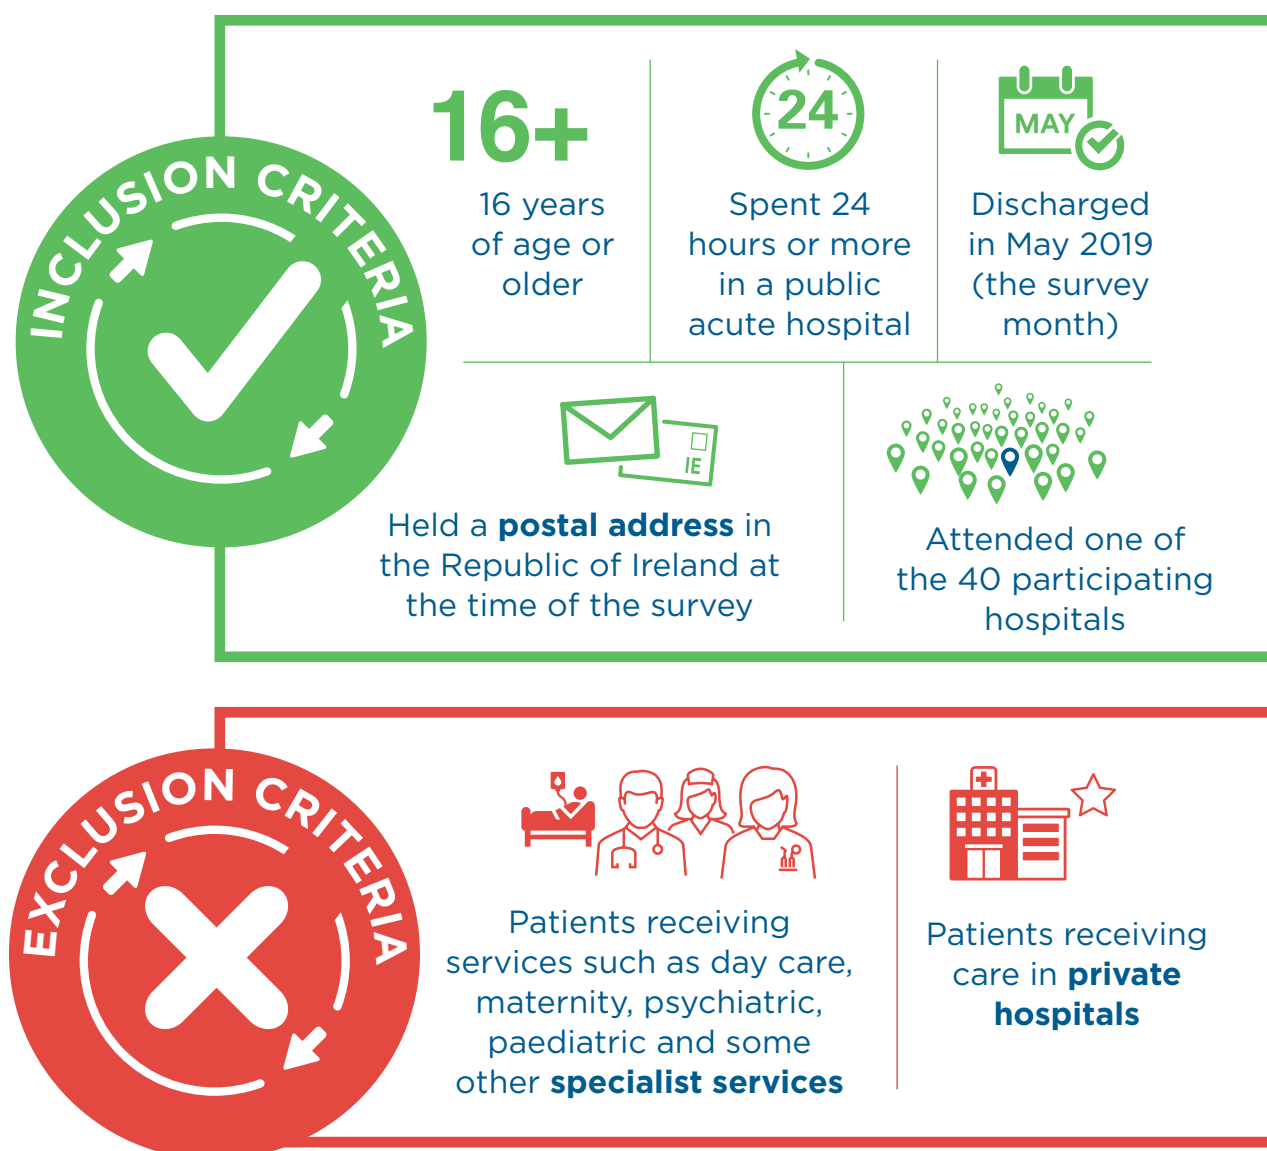 INCLUSION CRITERIA
16+
16 years
of age or
older
24
Spent 24
hours or more
in a public
acute hospital
MAY
Discharged
in May 2019
(the survey
month)
IE
Held a postal address in
the Republic of Ireland at
the time of the survey
Attended one of
the 40 participating
hospitals
EXCLUSION CRITERIA
Patients receiving
services such as day care,
maternity, psychiatric,
paediatric and some
other specialist services
Patients receiving
care in private
hospitals